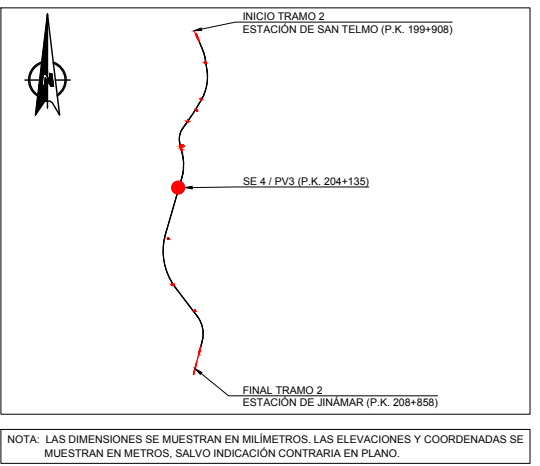 INICIO TRAMO 2
ESTACIÓN DE SAN TELMO (P.K. 199+908)
N
SE 4 / PV3 (P.K. 204+135)
FINAL TRAMO 2
ESTACIÓN DE JINÁMAR (P.K. 208+858)
NOTA: LAS DIMENSIONES SE MUESTRAN EN MILÍMETROS. LAS ELEVACIONES Y COORDENADAS SE
MUESTRAN EN METROS, SALVO INDICACIÓN CONTRARIA EN PLANO.